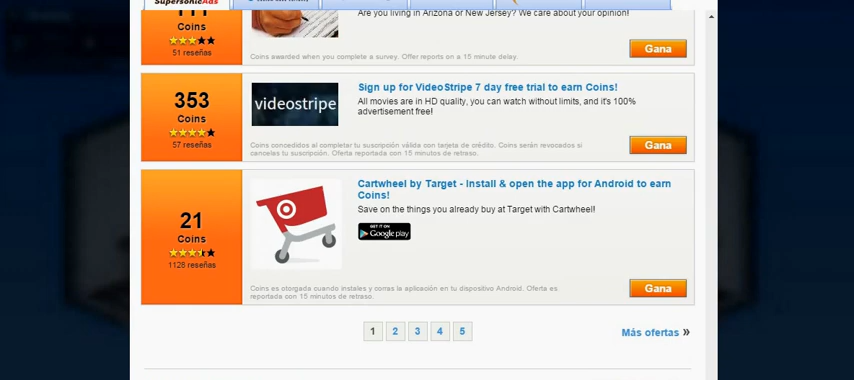 SupersonicAds
Coins
51 reseñas
Are you living in Arizona or New Jersey? We care about your opinion!
Coins awarded when you complete a survey. Offer reports on a 15 minute delay.
Gana
353
Coins
57 reseñas
videostripe
Sign up for VideoStripe 7 day free trial to earn Coins!
All movies are in HD quality, you can watch without limits, and it's 100%
advertisement free!
Coins concedidos al completar tu suscripción válida con tarjeta de crédito. Coins serán revocados si
cancelas tu suscripción. Oferta reportada con 15 minutos de retraso.
Gana
21
Coins
1128 reseñas
Cartwheel by Target - Install & open the app for Android to earn
Coins!
Save on the things you already buy at Target with Cartwheel!
GET IT ON
Google play
Coins es otorgada cuando instales y corras la aplicación en tu dispositivo Android. Oferta es
reportada con 15 minutos de retraso.
Gana
1 2 3 4 5
Más ofertas »